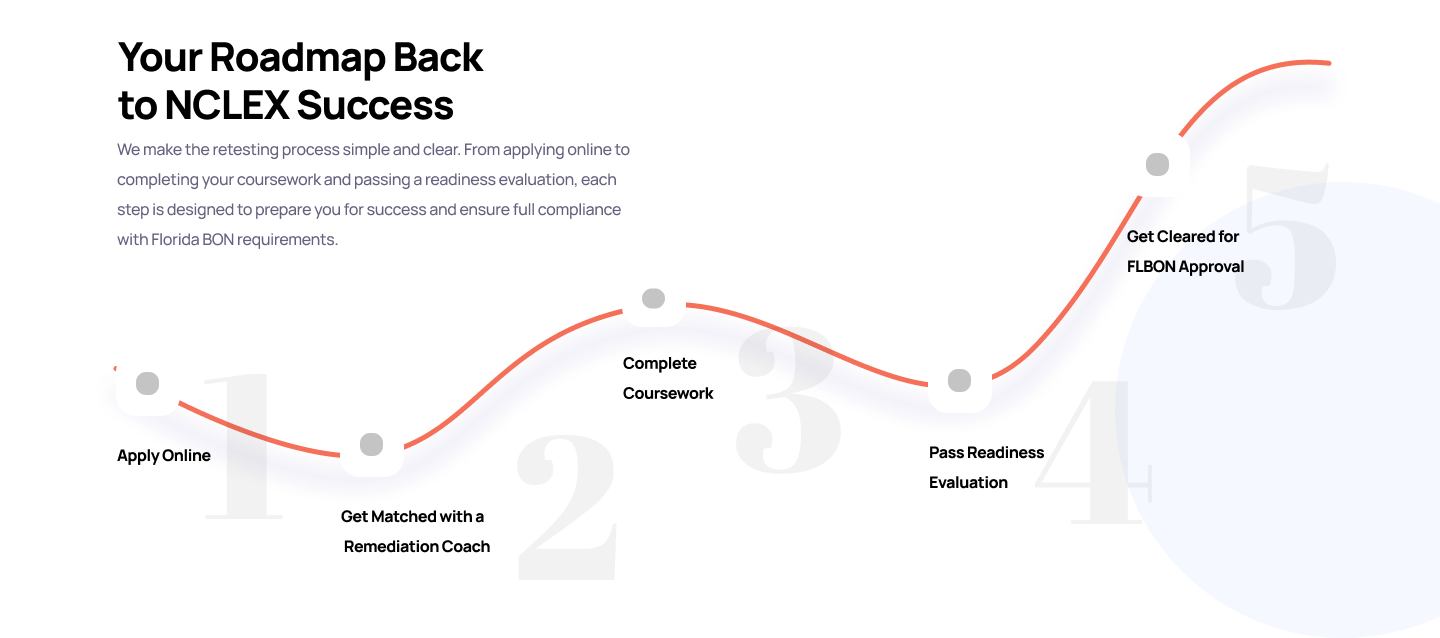 Your Roadmap Back
to NCLEX Success
We make the retesting process simple and clear. From applying online to
completing your coursework and passing a readiness evaluation, each
step is designed to prepare you for success and ensure full compliance
with Florida BON requirements.
1
Apply Online
2
Get Matched with a
Remediation Coach
3
Complete
Coursework
4
Pass Readiness
Evaluation
5
Get Cleared for
FLBON Approval